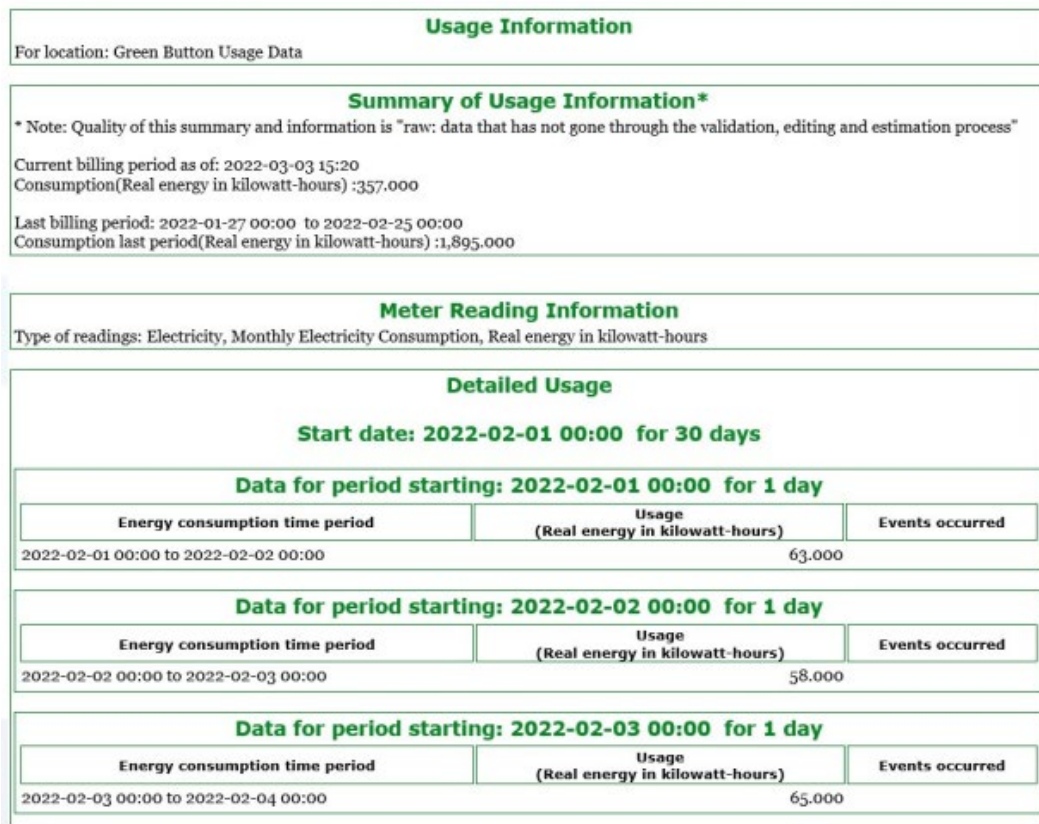 Usage Information
For location: Green Button Usage Data
Summary of Usage Information*
* Note: Quality of this summary and information is "raw: data that has not gone through the validation, editing and estimation process"
Current billing period as of: 2022-03-03 15:20
Consumption(Real energy in kilowatt-hours) :357.000
Last billing period: 2022-01-27 00:00 to 2022-02-25 00:00
Consumption last period(Real energy in kilowatt-hours) :1,895.000
Meter Reading Information
Type of readings: Electricity, Monthly Electricity Consumption, Real energy in kilowatt-hours
Detailed Usage
Start date: 2022-02-01 00:00 for 30 days
Data for period starting: 2022-02-01 00:00 for 1 day
Energy consumption time period
Usage
(Real energy in kilowatt-hours)
Events occurred
2022-02-01 00:00 to 2022-02-02 00:00 63.000
Data for period starting: 2022-02-02 00:00 for 1 day
Energy consumption time period
Usage
(Real energy in kilowatt-hours)
Events occurred
2022-02-02 00:00 to 2022-02-03 00:00 58.000
Data for period starting: 2022-02-03 00:00 for 1 day
Energy consumption time period
Usage
(Real energy in kilowatt-hours)
Events occurred
2022-02-03 00:00 to 2022-02-04 00:00 65.000